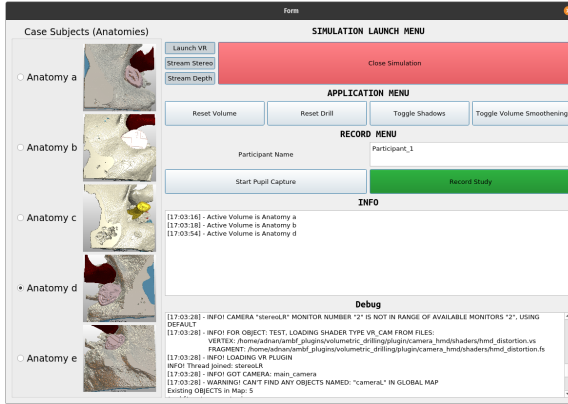 Form
Case Subjects (Anatomies)
Anatomy a
Anatomy b
Anatomy c
Anatomy d
Anatomy e
SIMULATION LAUNCH MENU
Launch VR
Stream Stereo
Stream Depth
Close Simulation
APPLICATION MENU
Reset Volume
Reset Drill
Toggle Shadows
Toggle Volume Smoothening
RECORD MENU
Participant Name
Participant_1
Start Pupil Capture
Record Study
INFO
[17:03:16] - Active Volume is Anatomy a
[17:03:18] - Active Volume is Anatomy b
[17:03:54] - Active Volume is Anatomy d
Debug
[17:03:28] - INFO! CAMERA "stereoLR" MONITOR NUMBER "2" IS NOT IN RANGE OF AVAILABLE MONITORS "2", USING
DEFAULT
[17:03:28] - INFO! FOR OBJECT: TEST, LOADING SHADER TYPE VR_CAM FROM FILES:
VERTEX: /home/adnan/ambf_plugins/volumetric_drilling/plugin/camera_hmd/shaders/hmd_distortion.vs
FRAGMENT: /home/adnan/ambf_plugins/volumetric_drilling/plugin/camera_hmd/shaders/hmd_distortion.fs
[17:03:28] - INFO! LOADING VR PLUGIN
INFO! Thread Joined: stereoLR
[17:03:28] - INFO! GOT CAMERA: main_camera
[17:03:28] - WARNING! CAN'T FIND ANY OBJECTS NAMED: "cameraL" IN GLOBAL MAP
Existing OBJECTS in Map: 5